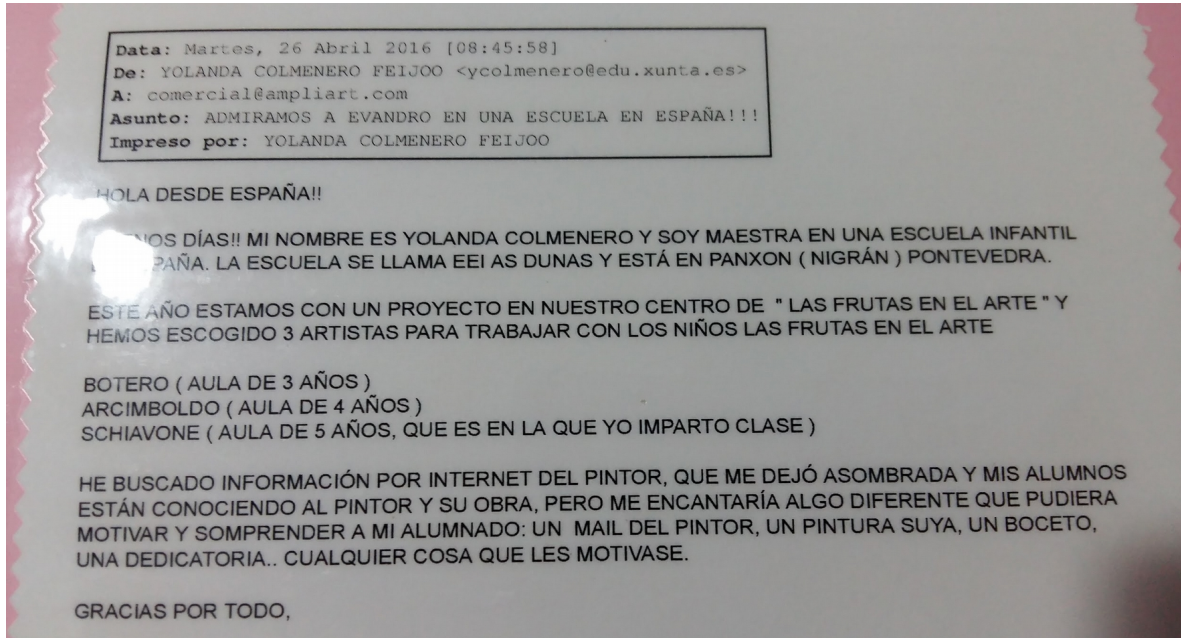 Data: Martes, 26 Abril 2016 [08:45:58]
De: YOLANDA COLMENERO FEIJOO <ycolmenero@edu.xunta.es>
A: comercial@ampliart.com
Asunto: ADMIRAMOS A EVANDRO EN UNA ESCUELA EN ESPAÑA!!!
Impreso por: YOLANDA COLMENERO FEIJOO
HOLA DESDE ESPAÑA!!
DÍAS!! MI NOMBRE ES YOLANDA COLMENERO Y SOY MAESTRA EN UNA ESCUELA INFANTIL
LA ESCUELA SE LLAMA EEI AS DUNAS Y ESTÁ EN PANXON ( NIGRÁN ) PONTEVEDRA.
ESTE AÑO ESTAMOS CON UN PROYECTO EN NUESTRO CENTRO DE " LAS FRUTAS EN EL ARTE " Y
HEMOS ESCOGIDO 3 ARTISTAS PARA TRABAJAR CON LOS NIÑOS LAS FRUTAS EN EL ARTE
BOTERO ( AULA DE 3 AÑOS )
ARCIMBOLDO ( AULA DE 4 AÑOS )
SCHIAVONE ( AULA DE 5 AÑOS, QUE ES EN LA QUE YO IMPARTO CLASE )
HE BUSCADO INFORMACIÓN POR INTERNET DEL PINTOR, QUE ME DEJÓ ASOMBRADA Y MIS ALUMNOS
ESTÁN CONOCIENDO AL PINTOR Y SU OBRA, PERO ME ENCANTARÍA ALGO DIFERENTE QUE PUDIERA
MOTIVAR Y SOMPRENDER A MI ALUMNADO: UN MAIL DEL PINTOR, UN PINTURA SUYA, UN BOCETO,
UNA DEDICATORIA.. CUALQUIER COSA QUE LES MOTIVASE.
GRACIAS POR TODO,